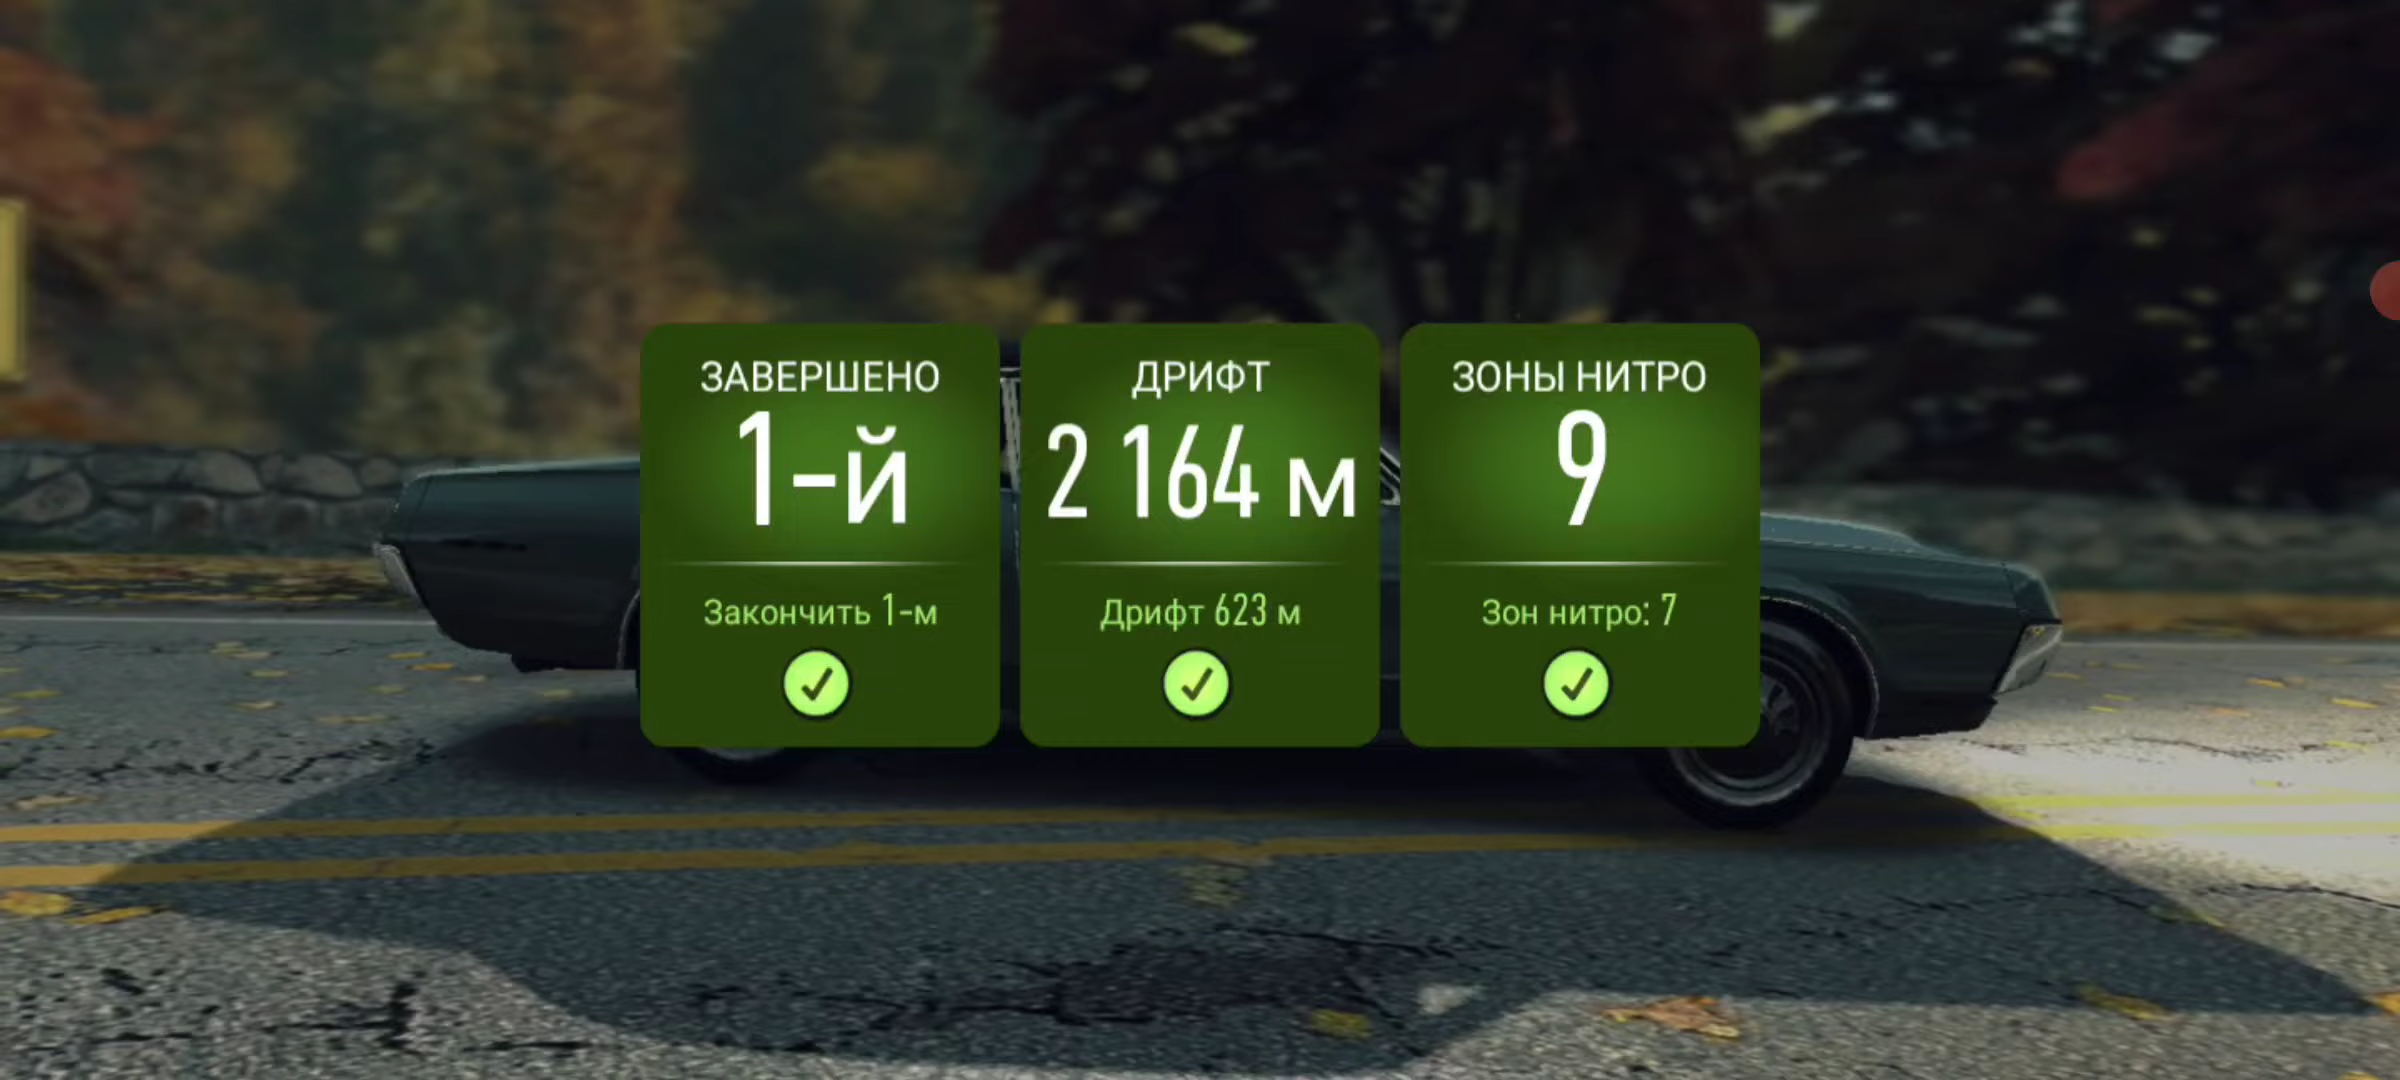 ЗАВЕРШЕНО
1-й
Закончить 1-м
ДРИФТ
2 164 м
Дрифт 623 м
ЗОНЫ НИТРО
9
Зон нитро: 7